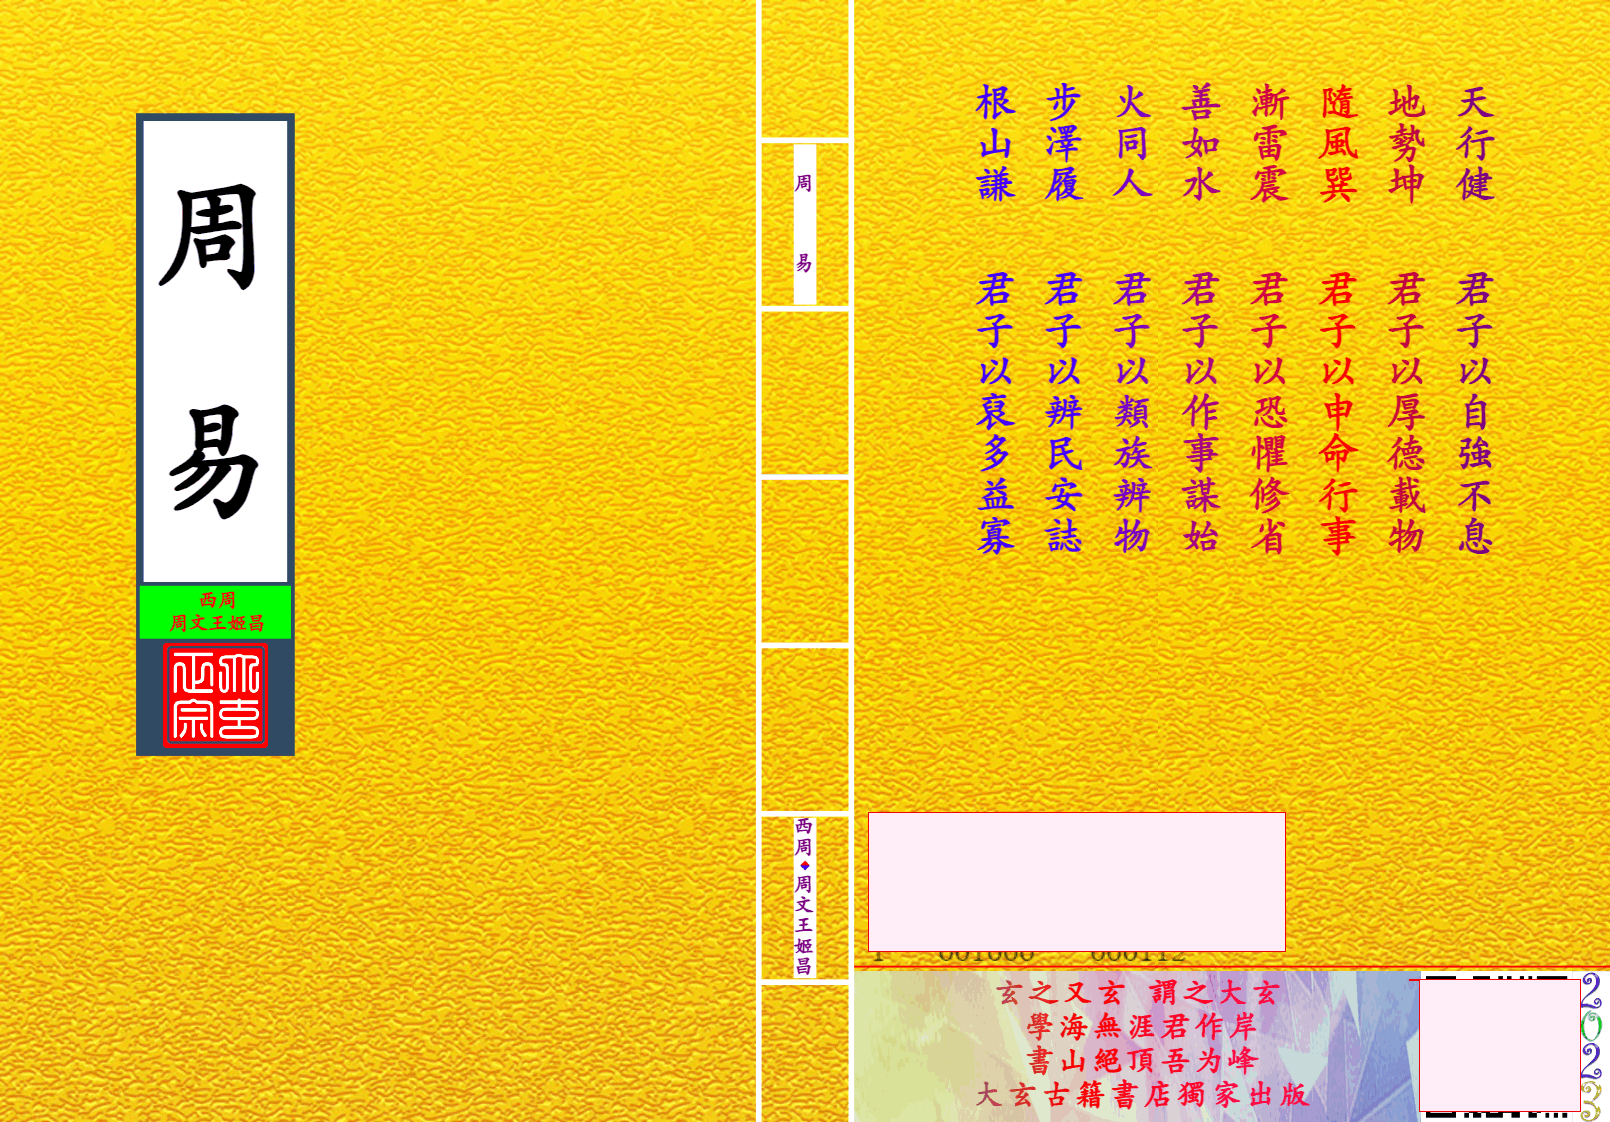 周易
西周
周文王姬昌
大玄正宗
周易
西周◆周文王姬昌
天行健 君子以自強不息
地勢坤 君子以厚德載物
隨風巽 君子以申命行事
漸雷震 君子以恐懼修省
善如水 君子以作事謀始
火同人 君子以類族辨物
步澤履 君子以辨民安誌
根山謙 君子以裒多益寡
玄之又玄 謂之大玄
學海無涯君作岸
書山絕頂吾为峰
大玄古籍書店獨家出版
2023